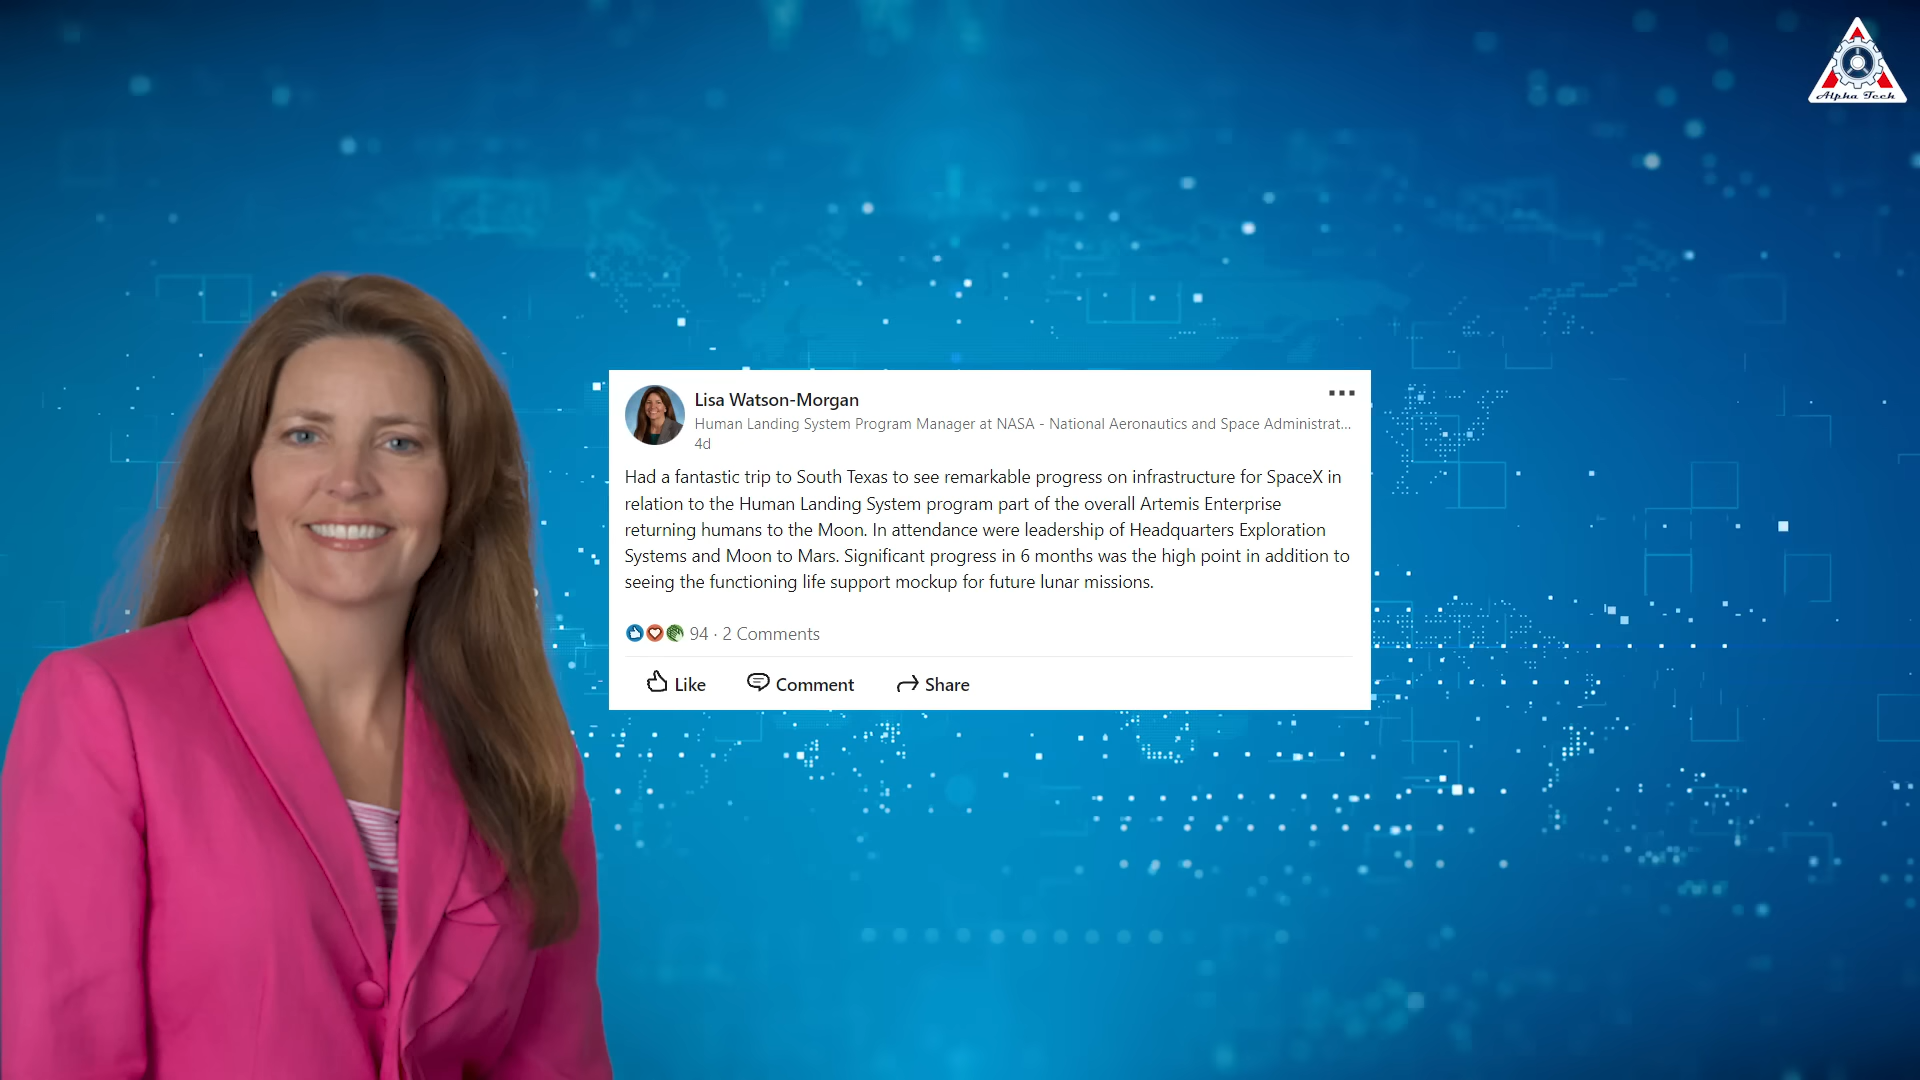 Alpha Tech
Lisa Watson-Morgan
Human Landing System Program Manager at NASA - National Aeronautics and Space Administrat...
4d
Had a fantastic trip to South Texas to see remarkable progress on infrastructure for SpaceX in
relation to the Human Landing System program part of the overall Artemis Enterprise
returning humans to the Moon. In attendance were leadership of Headquarters Exploration
Systems and Moon to Mars. Significant progress in 6 months was the high point in addition to
seeing the functioning life support mockup for future lunar missions.
94 · 2 Comments
Like Comment Share